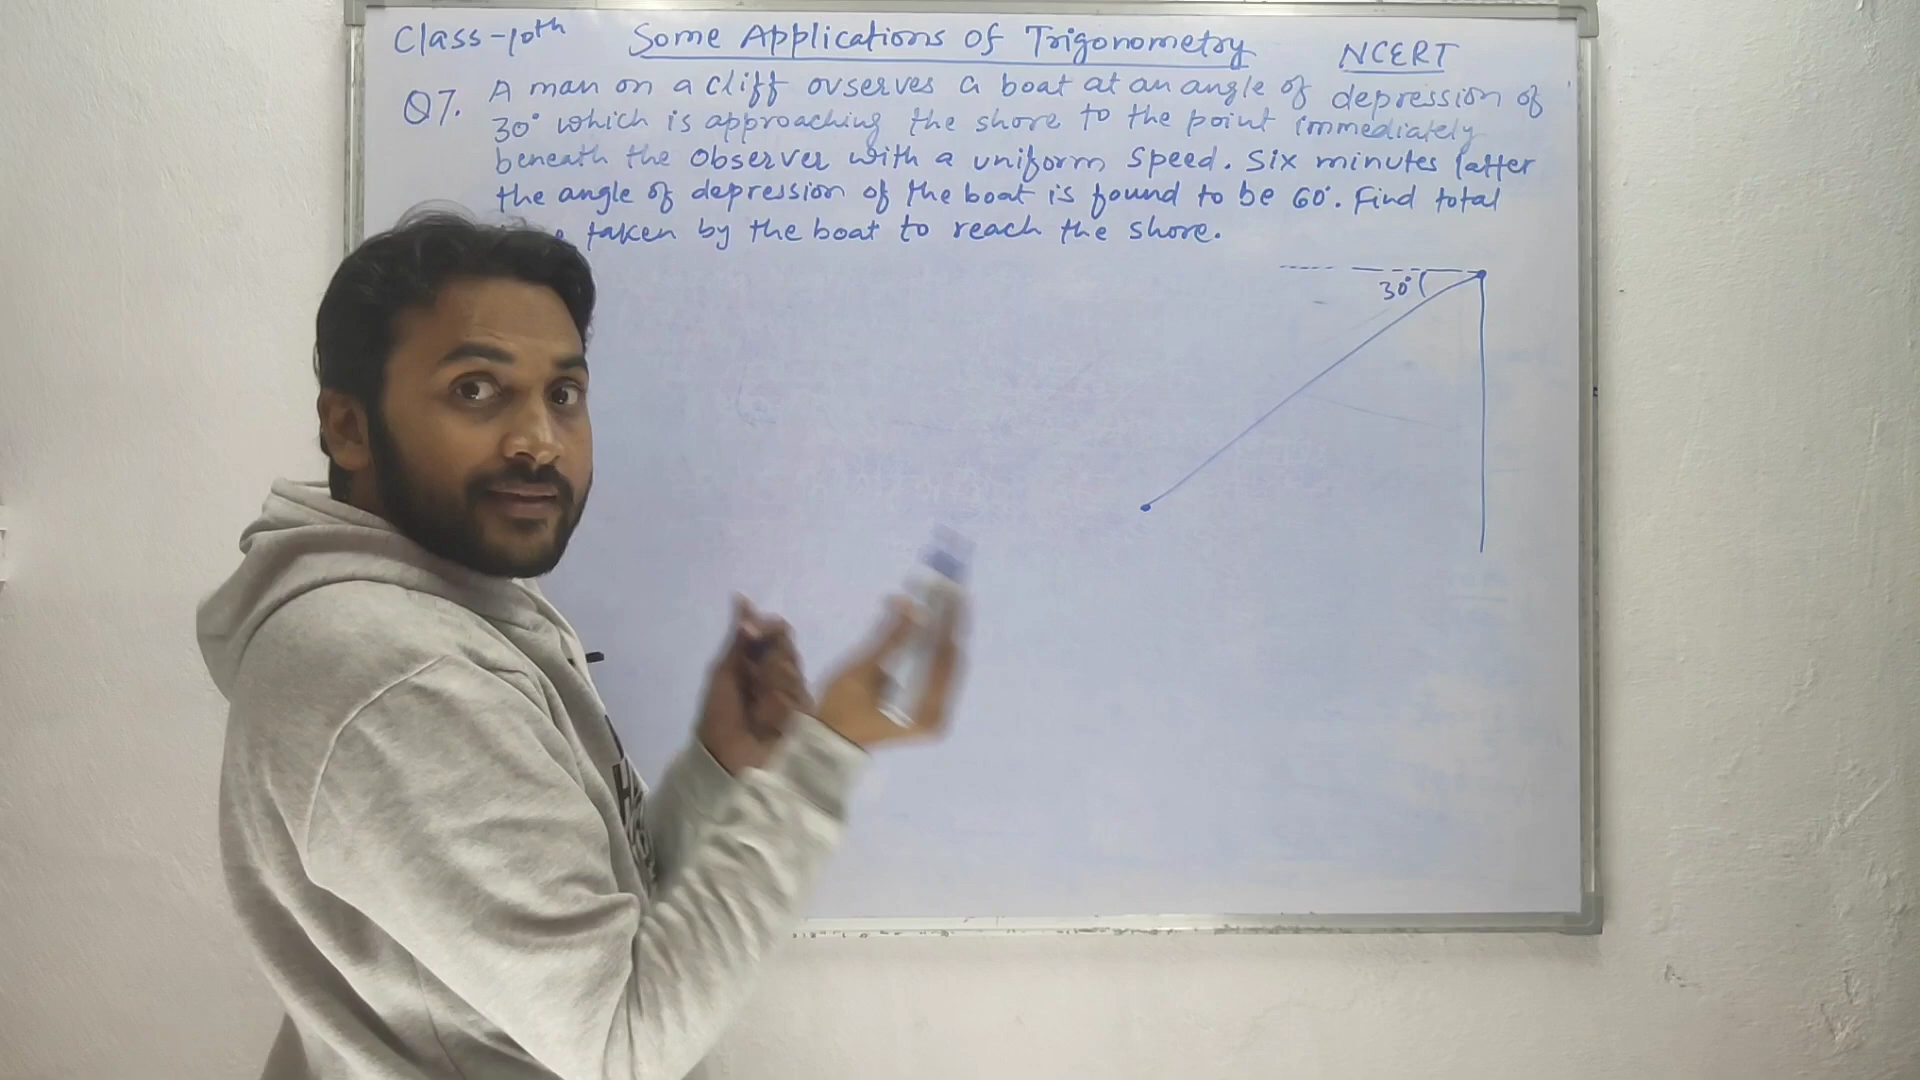 Class-10th Some Applications of Trigonometry NCERT
Q7. A man on a cliff ovserves a boat at an angle of depression of
30° which is approaching the shore to the point immediately
beneath the observer with a uniform speed. Six minutes latter
the angle of depression of the boat is found to be 60°. Find total
taken by the boat to reach the shore.
30°